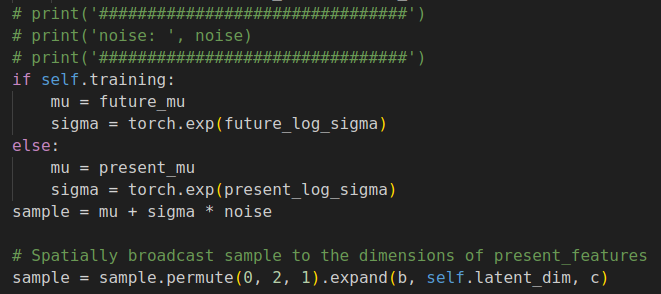 # print('################################')
# print('noise: ', noise)
# print('################################')
if self.training:
    mu = future_mu
    sigma = torch.exp(future_log_sigma)
else:
    mu = present_mu
    sigma = torch.exp(present_log_sigma)
sample = mu + sigma * noise

# Spatially broadcast sample to the dimensions of present_features
sample = sample.permute(0, 2, 1).expand(b, self.latent_dim, c)